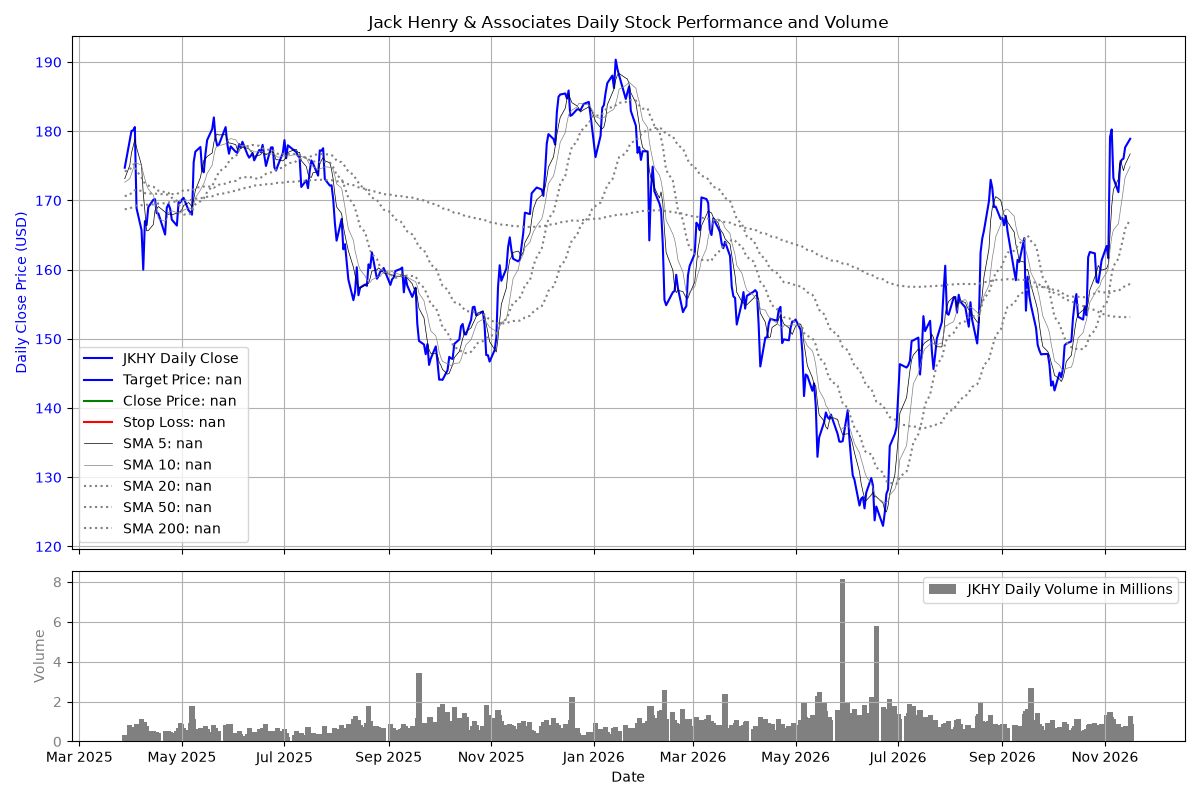 Jack Henry & Associates Daily Stock Performance and Volume
Daily Close Price (USD)
190
180
170
160
150
140
130
120
JKHY Daily Close
Target Price: nan
Close Price: nan
Stop Loss: nan
SMA 5: nan
SMA 10: nan
SMA 20: nan
SMA 50: nan
SMA 200: nan
Volume
8
6
4
2
0
JKHY Daily Volume in Millions
Mar 2025 May 2025 Jul 2025 Sep 2025 Nov 2025 Jan 2026 Mar 2026 May 2026 Jul 2026 Sep 2026 Nov 2026
Date